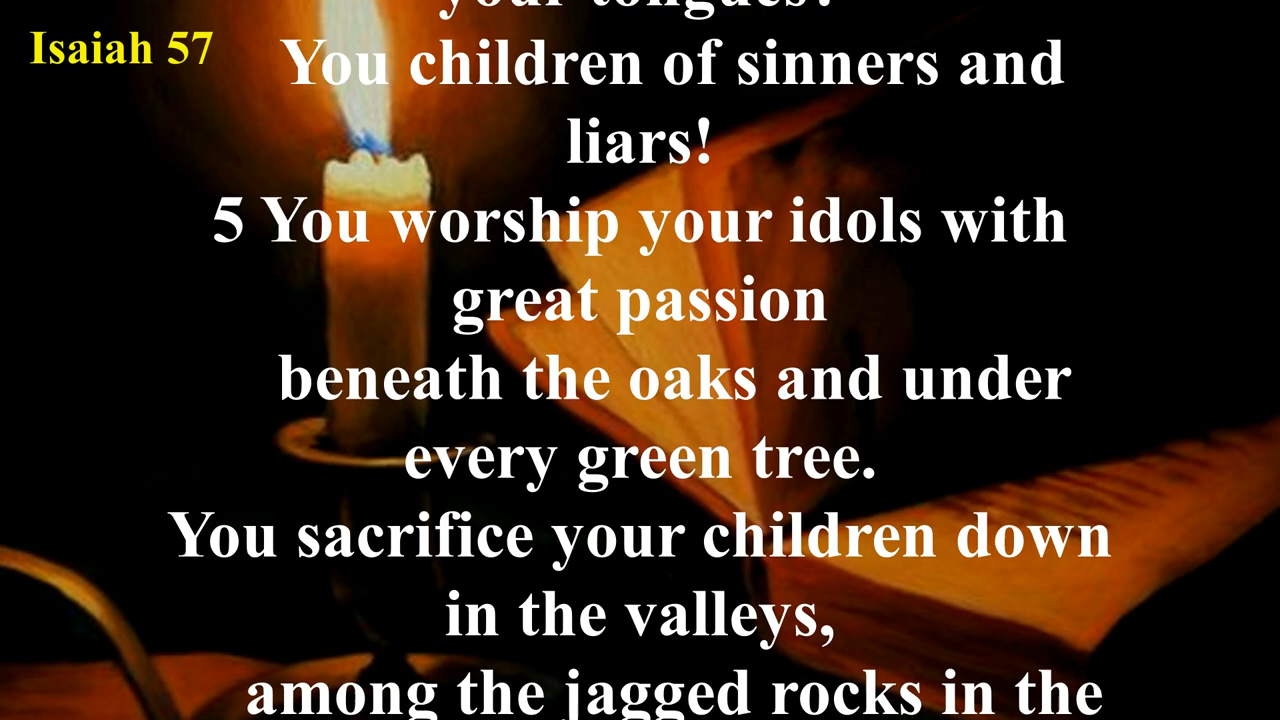 your tongues?
Isaiah 57
You children of sinners and
liars!
5 You worship your idols with
great passion
beneath the oaks and under
every green tree.
You sacrifice your children down
in the valleys,
among the jagged rocks in the